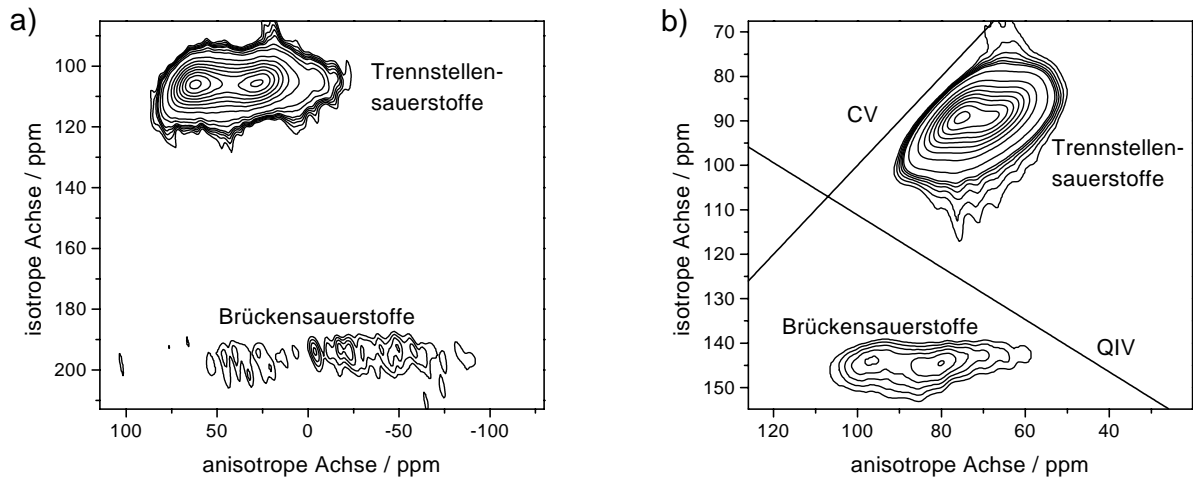 a)
isotrope Achse / ppm
100
120
140
160
180
200
Trennstellen-
sauerstoffe
Brückensauerstoffe
100
50
0
-50
-100
anisotrope Achse / ppm
b)
isotrope Achse / ppm
70
80
90
100
110
120
130
140
150
CV
Trennstellen-
sauerstoffe
QIV
Brückensauerstoffe
120
100
80
60
40
anisotrope Achse / ppm